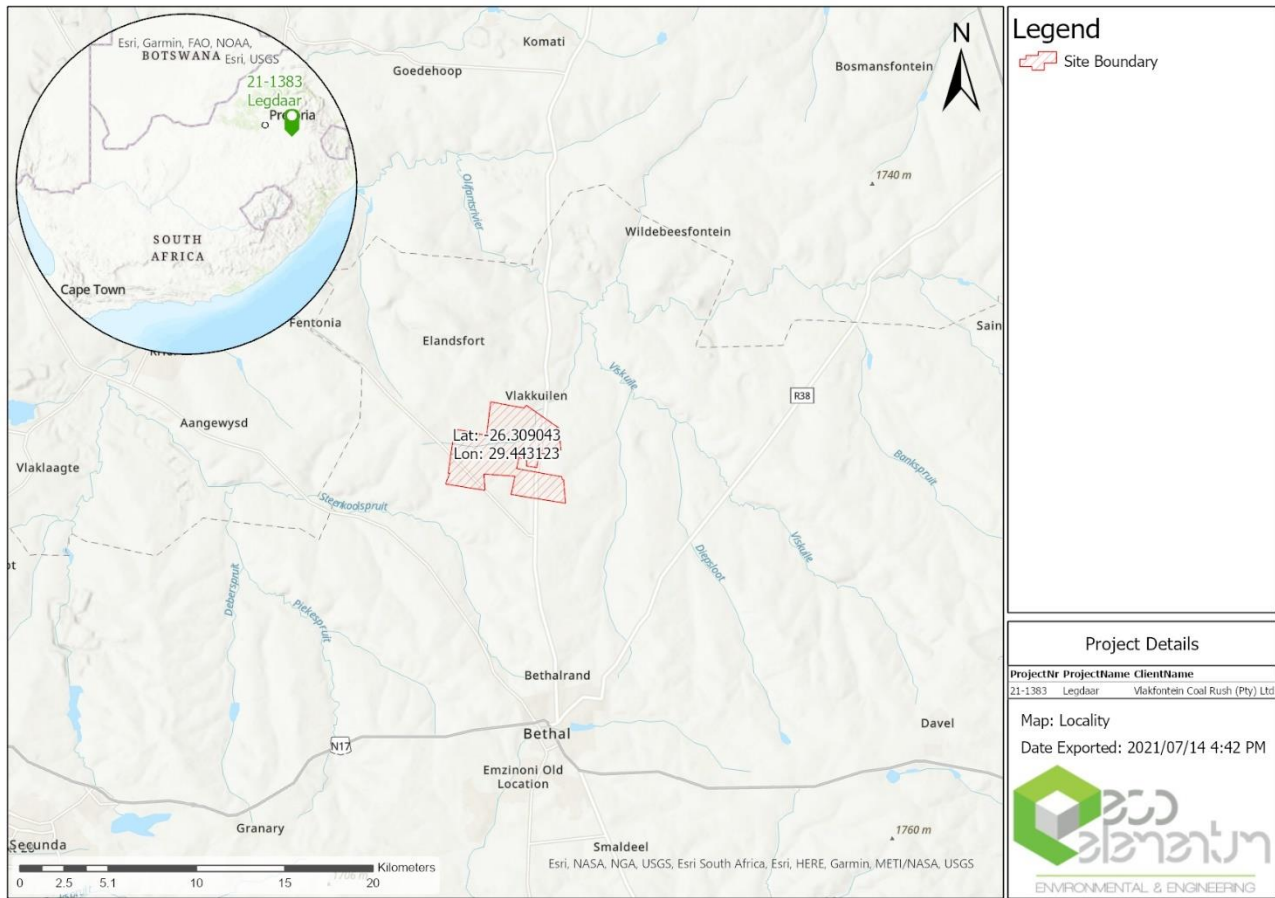 Esri, Garmin, FAO, NOAA,
Esri, USGS
BOTSWANA
21-1383
Legdaar
SOUTH
AFRICA
Cape Town
Komati
Goedehoop
Bosmansfontein
1740 m
Olifantsrivier
Wildebeesfontein
Fentonia
Elandsfort
Viskuile
Vlakkuilen
R38
Aangewysd
Lat: -26.309043
Lon: 29.443123
Vlaklaagte
Bankspruit
Steenkoolspruit
Viskuile
Diepsloot
Debeerspruit
Piekespruit
Bethalrand
Davel
Bethal
N17
Emzinoni Old
Location
Granary
1760 m
Smaldeel
Secunda
Kilometers
0 2.5 5.1 10 15 20
Esri, NASA, NGA, USGS, Esri South Africa, Esri, HERE, Garmin, METI/NASA, USGS
N
Legend
Site Boundary
Project Details
ProjectNr ProjectName ClientName
21-1383 Legdaar Vlakfontein Coal Rush (Pty) Ltd
Map: Locality
Date Exported: 2021/07/14 4:42 PM
eco
elementum
ENVIRONMENTAL & ENGINEERING